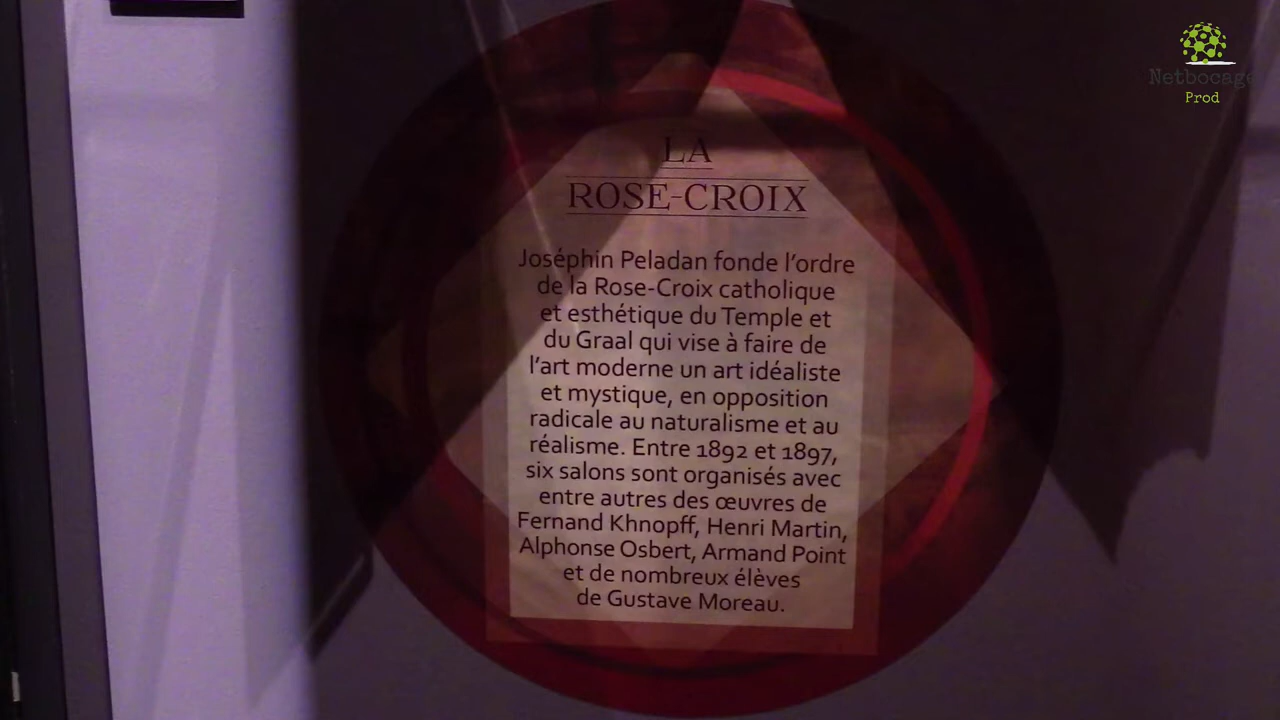 Netbocage
Prod
LA
ROSE-CROIX
Joséphin Peladan fonde l'ordre
de la Rose-Croix catholique
et esthétique du Temple et
du Graal qui vise à faire de
l'art moderne un art idéaliste
et mystique, en opposition
radicale au naturalisme et au
réalisme. Entre 1892 et 1897,
six salons sont organisés avec
entre autres des œuvres de
Fernand Khnopff, Henri Martin,
Alphonse Osbert, Armand Point
et de nombreux élèves
de Gustave Moreau.